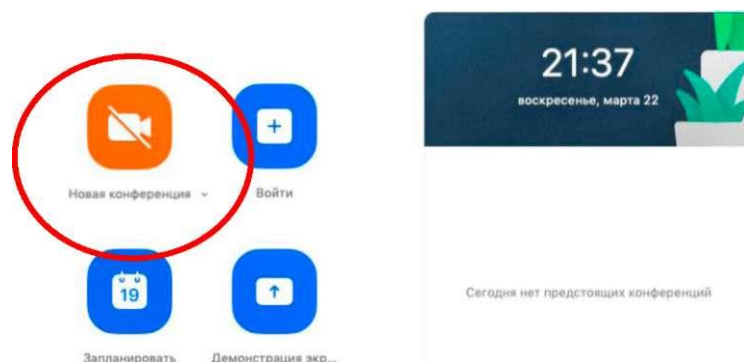 Новая конференция
Войти
19
Запланировать
Демонстрация экр...
21:37
воскресенье, марта 22
Сегодня нет предстоящих конференций